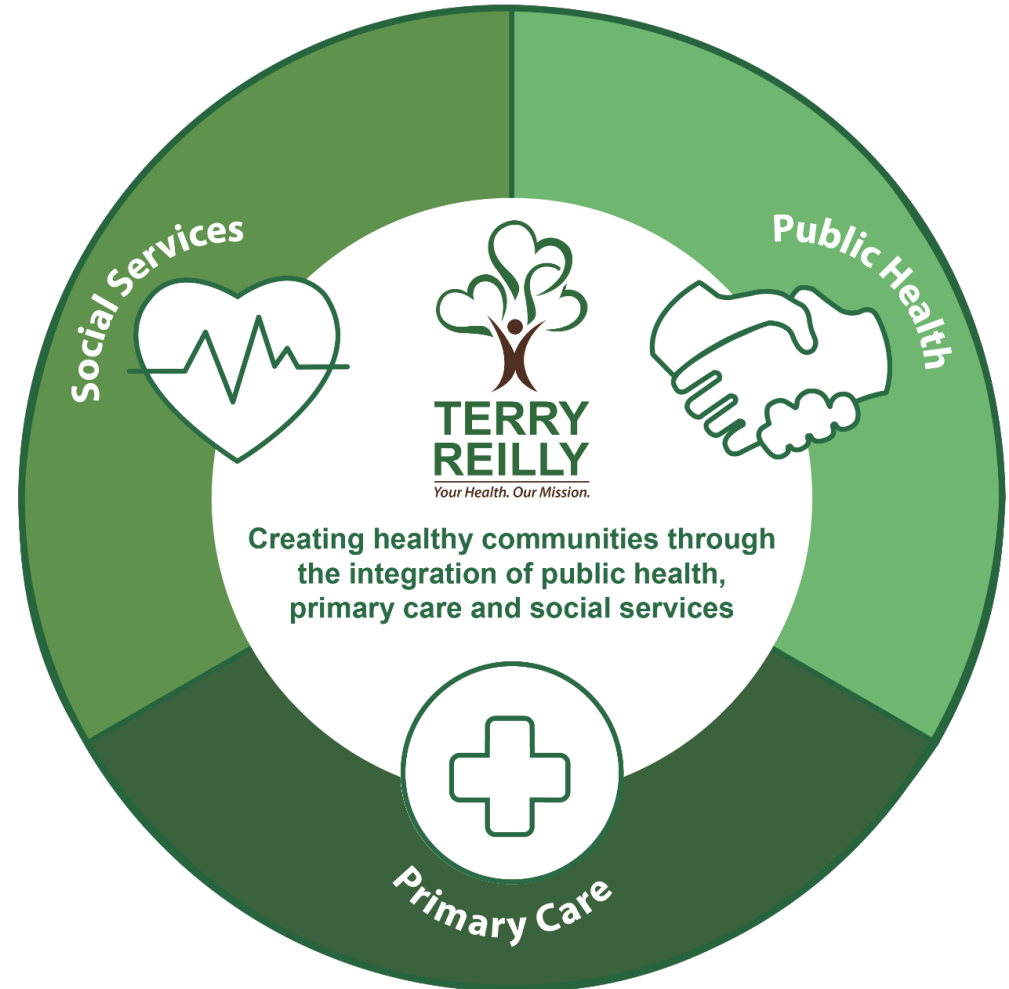 Social Services
Public Health
TERRY
REILLY
Your Health. Our Mission.
Creating healthy communities through
the integration of public health,
primary care and social services
Primary Care